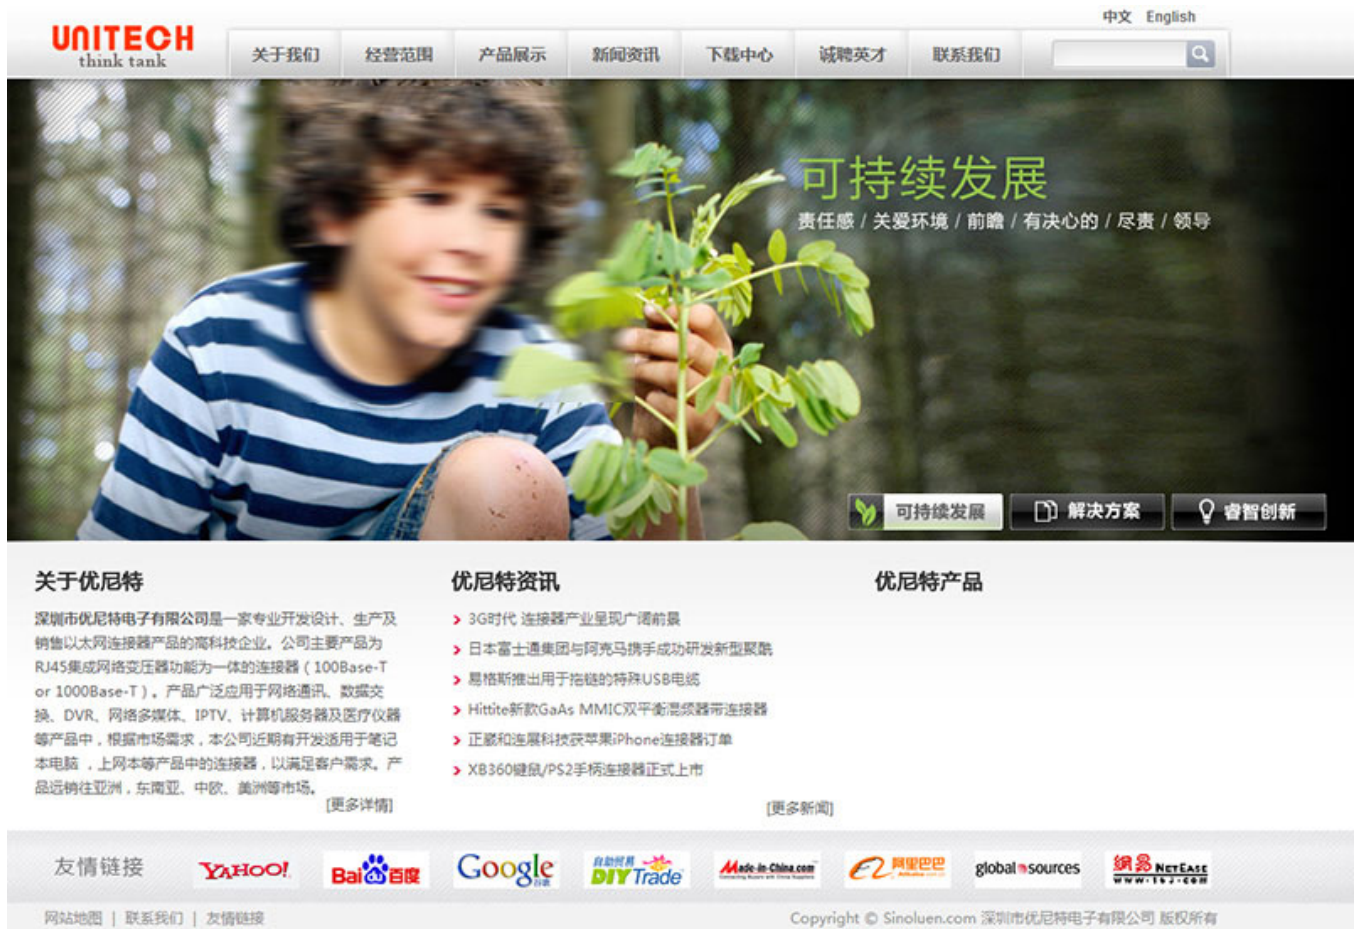 中文 English
UNITECH
think tank
关于我们 经营范围 产品展示 新闻资讯 下载中心 诚聘英才 联系我们
可持续发展
责任感 / 关爱环境 / 前瞻 / 有决心的 / 尽责 / 领导
可持续发展 解决方案 睿智创新
关于优尼特
深圳市优尼特电子有限公司是一家专业开发设计、生产及
销售以太网连接器产品的高科技企业。公司主要产品为
RJ45集成网络变压器功能为一体的连接器（100Base-T
or 1000Base-T）。产品广泛应用于网络通讯、数据交
换、DVR、网络多媒体、IPTV、计算机服务器及医疗仪器
等产品中，根据市场需求，本公司近期有开发适用于笔记
本电脑 ，上网本等产品中的连接器，以满足客户需求。产
品远销往亚洲，东南亚、中欧、美洲等市场。
[更多详情]
优尼特资讯
3G时代 连接器产业呈现广阔前景
日本富士通集团与阿克马携手成功研发新型聚酰
易格斯推出用于拖链的特殊USB电缆
Hittite新款GaAs MMIC双平衡混频器带连接器
正崴和连展科技获苹果iPhone连接器订单
XB360键鼠/PS2手柄连接器正式上市
[更多新闻]
优尼特产品
友情链接
YAHOO!
Bai百度
Google
谷歌
自助贸易
DIYTrade
Made-in-China.com
Connecting Buyers with China Suppliers
阿里巴巴
Alibaba.com
global sources
網易 NETEASE
www.163.com
网站地图 | 联系我们 | 友情链接
Copyright © Sinoluen.com 深圳市优尼特电子有限公司 版权所有